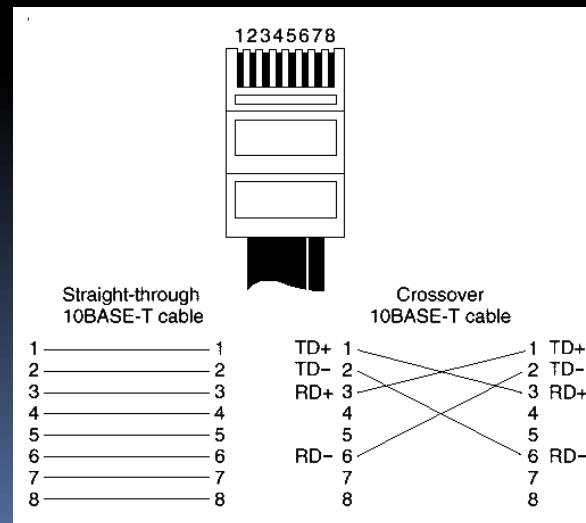 12345678
Straight-through
10BASE-T cable
1 1
2 2
3 3
4 4
5 5
6 6
7 7
8 8
Crossover
10BASE-T cable
TD+ 1 1 TD+
TD− 2 2 TD−
RD+ 3 3 RD+
4 4
5 5
RD− 6 6 RD−
7 7
8 8